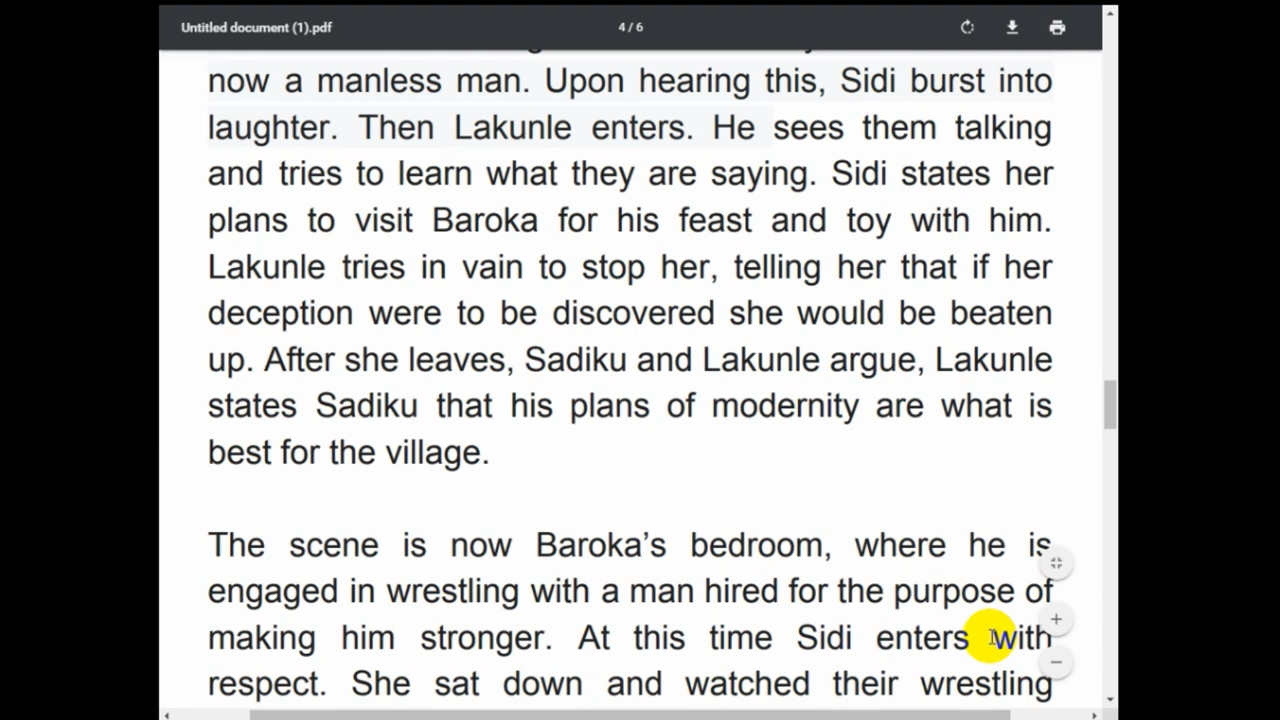 Untitled document (1).pdf
4 / 6
now a manless man. Upon hearing this, Sidi burst into
laughter. Then Lakunle enters. He sees them talking
and tries to learn what they are saying. Sidi states her
plans to visit Baroka for his feast and toy with him.
Lakunle tries in vain to stop her, telling her that if her
deception were to be discovered she would be beaten
up. After she leaves, Sadiku and Lakunle argue, Lakunle
states Sadiku that his plans of modernity are what is
best for the village.
The scene is now Baroka’s bedroom, where he is
engaged in wrestling with a man hired for the purpose of
making him stronger. At this time Sidi enters with
respect. She sat down and watched their wrestling